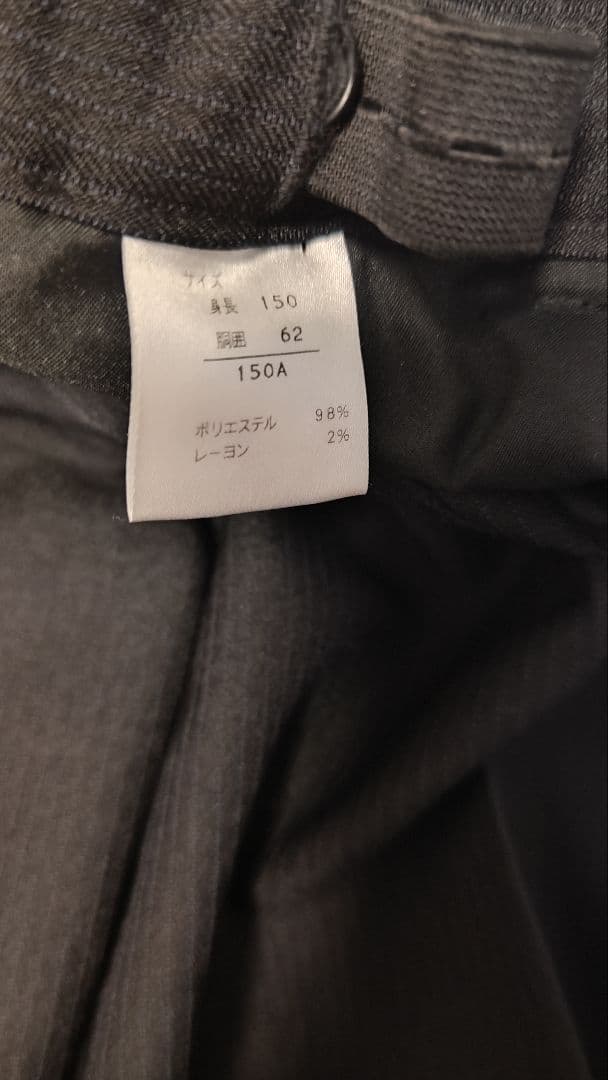 サイズ
身長 150
胴囲 62
150A
ポリエステル 98%
レーヨン 2%